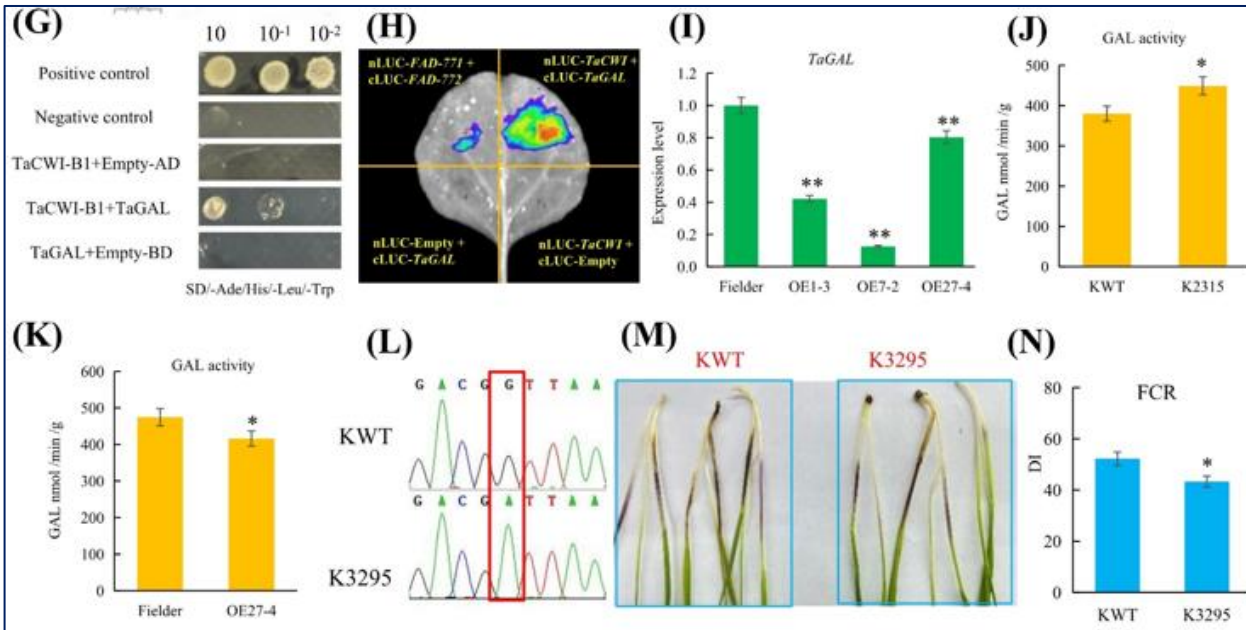 (G)
10 10⁻¹ 10⁻²
Positive control
Negative control
TaCWI-B1+Empty-AD
TaCWI-B1+TaGAL
TaGAL+Empty-BD
SD/-Ade/His/-Leu/-Trp
(H)
nLUC-FAD-771 +
cLUC-FAD-772
nLUC-TaCWI +
cLUC-TaGAL
nLUC-Empty +
cLUC-TaGAL
nLUC-TaCWI +
cLUC-Empty
(I)
TaGAL
Expression level
1.2
1.0
0.8
0.6
0.4
0.2
0.0
**
**
**
Fielder OE1-3 OE7-2 OE27-4
(J)
GAL activity
GAL nmol /min /g
500
400
300
200
100
0
*
KWT K2315
(K)
GAL activity
GAL nmol /min /g
600
500
400
300
200
100
0
*
Fielder OE27-4
(L)
G A C G G T T A A
KWT
G A C G A T T A A
K3295
(M)
KWT K3295
(N)
FCR
DI
80
60
40
20
0
*
KWT K3295